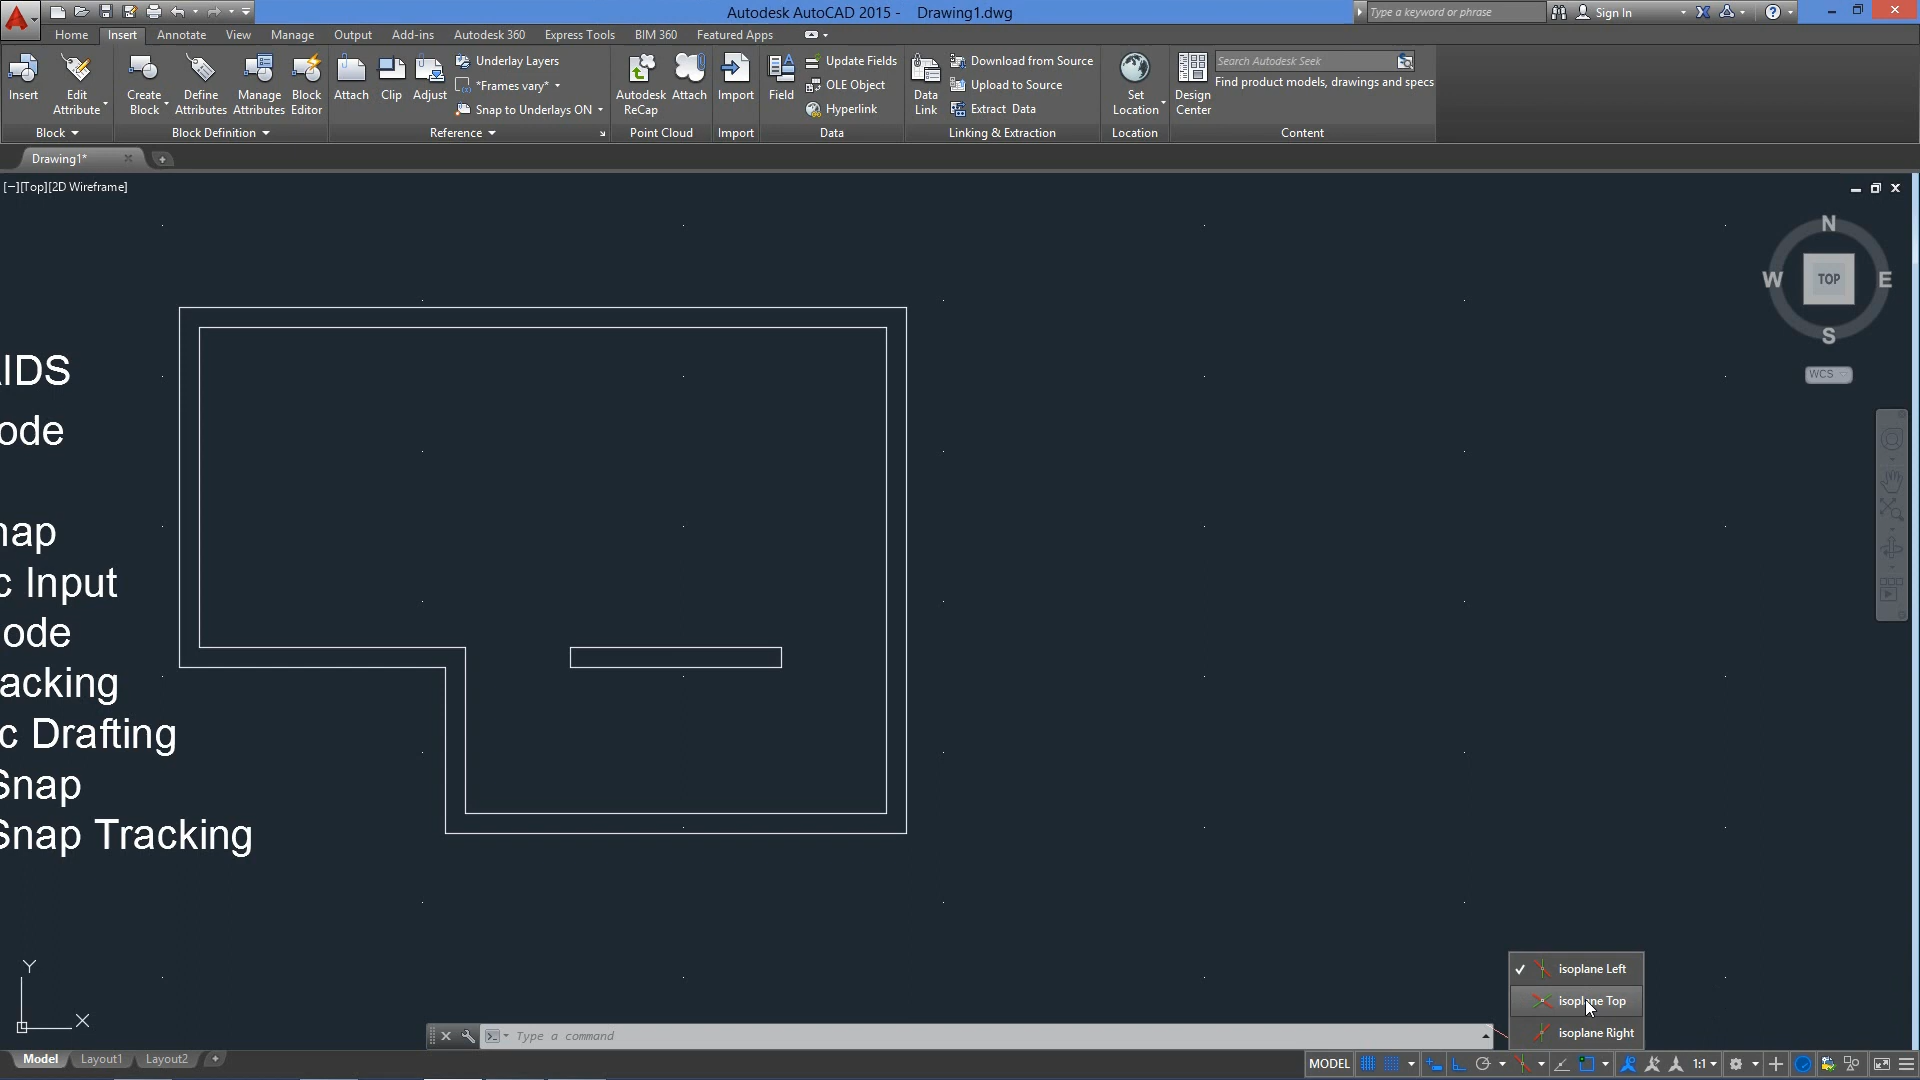 Autodesk AutoCAD 2015 - Drawing1.dwg
Type a keyword or phrase
Sign In
Home Insert Annotate View Manage Output Add-ins Autodesk 360 Express Tools BIM 360 Featured Apps
Insert
Edit Attribute
Create Block
Define Attributes
Manage Attributes
Block Editor
Attach
Clip
Adjust
Underlay Layers
*Frames vary*
Snap to Underlays ON
Autodesk ReCap
Attach
Import
Field
Update Fields
OLE Object
Hyperlink
Data Link
Download from Source
Upload to Source
Extract Data
Set Location
Design Center
Search Autodesk Seek
Find product models, drawings and specs
Block
Block Definition
Reference
Point Cloud
Import
Data
Linking & Extraction
Location
Content
Drawing1*
[−][Top][2D Wireframe]
N
W
TOP
E
S
WCS
IDS
ode
nap
c Input
ode
acking
c Drafting
Snap
Snap Tracking
Y
X
isoplane Left
isoplane Top
isoplane Right
Type a command
Model Layout1 Layout2
MODEL
1:1